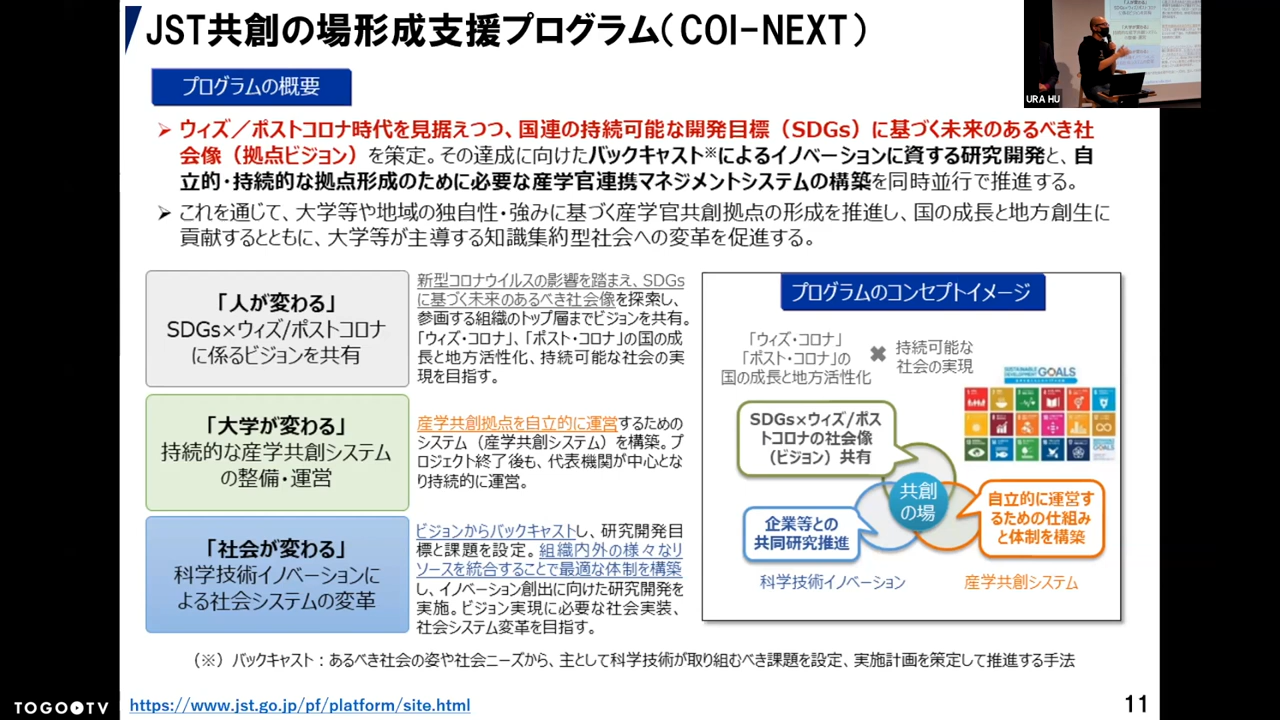 JST共創の場形成支援プログラム（COI-NEXT）
URA HU
プログラムの概要
➢ ウィズ／ポストコロナ時代を見据えつつ、国連の持続可能な開発目標（SDGs）に基づく未来のあるべき社
会像（拠点ビジョン）を策定。その達成に向けたバックキャスト※によるイノベーションに資する研究開発と、自
立的・持続的な拠点形成のために必要な産学官連携マネジメントシステムの構築を同時並行で推進する。
➢ これを通じて、大学等や地域の独自性・強みに基づく産学官共創拠点の形成を推進し、国の成長と地方創生に
貢献するとともに、大学等が主導する知識集約型社会への変革を促進する。
「人が変わる」
SDGs×ウィズ/ポストコロナ
に係るビジョンを共有
新型コロナウイルスの影響を踏まえ、SDGs
に基づく未来のあるべき社会像を探索し、
参画する組織のトップ層までビジョンを共有。
「ウィズ・コロナ」、「ポスト・コロナ」の国の成
長と地方活性化、持続可能な社会の実
現を目指す。
「大学が変わる」
持続的な産学共創システム
の整備・運営
産学共創拠点を自立的に運営するための
システム（産学共創システム）を構築。プ
ロジェクト終了後も、代表機関が中心とな
り持続的に運営。
「社会が変わる」
科学技術イノベーションに
よる社会システムの変革
ビジョンからバックキャストし、研究開発目
標と課題を設定。組織内外の様々なリ
ソースを統合することで最適な体制を構築
し、イノベーション創出に向けた研究開発を
実施。ビジョン実現に必要な社会実装、
社会システム変革を目指す。
プログラムのコンセプトイメージ
「ウィズ・コロナ」
「ポスト・コロナ」の
国の成長と地方活性化
✖
持続可能な
社会の実現
GOALS
SDGs×ウィズ/ポス
トコロナの社会像
（ビジョン）共有
共創
の場
企業等との
共同研究推進
自立的に運営す
るための仕組み
と体制を構築
科学技術イノベーション
産学共創システム
（※）バックキャスト：あるべき社会の姿や社会ニーズから、主として科学技術が取り組むべき課題を設定、実施計画を策定して推進する手法
TOGOTV
https://www.jst.go.jp/pf/platform/site.html
11